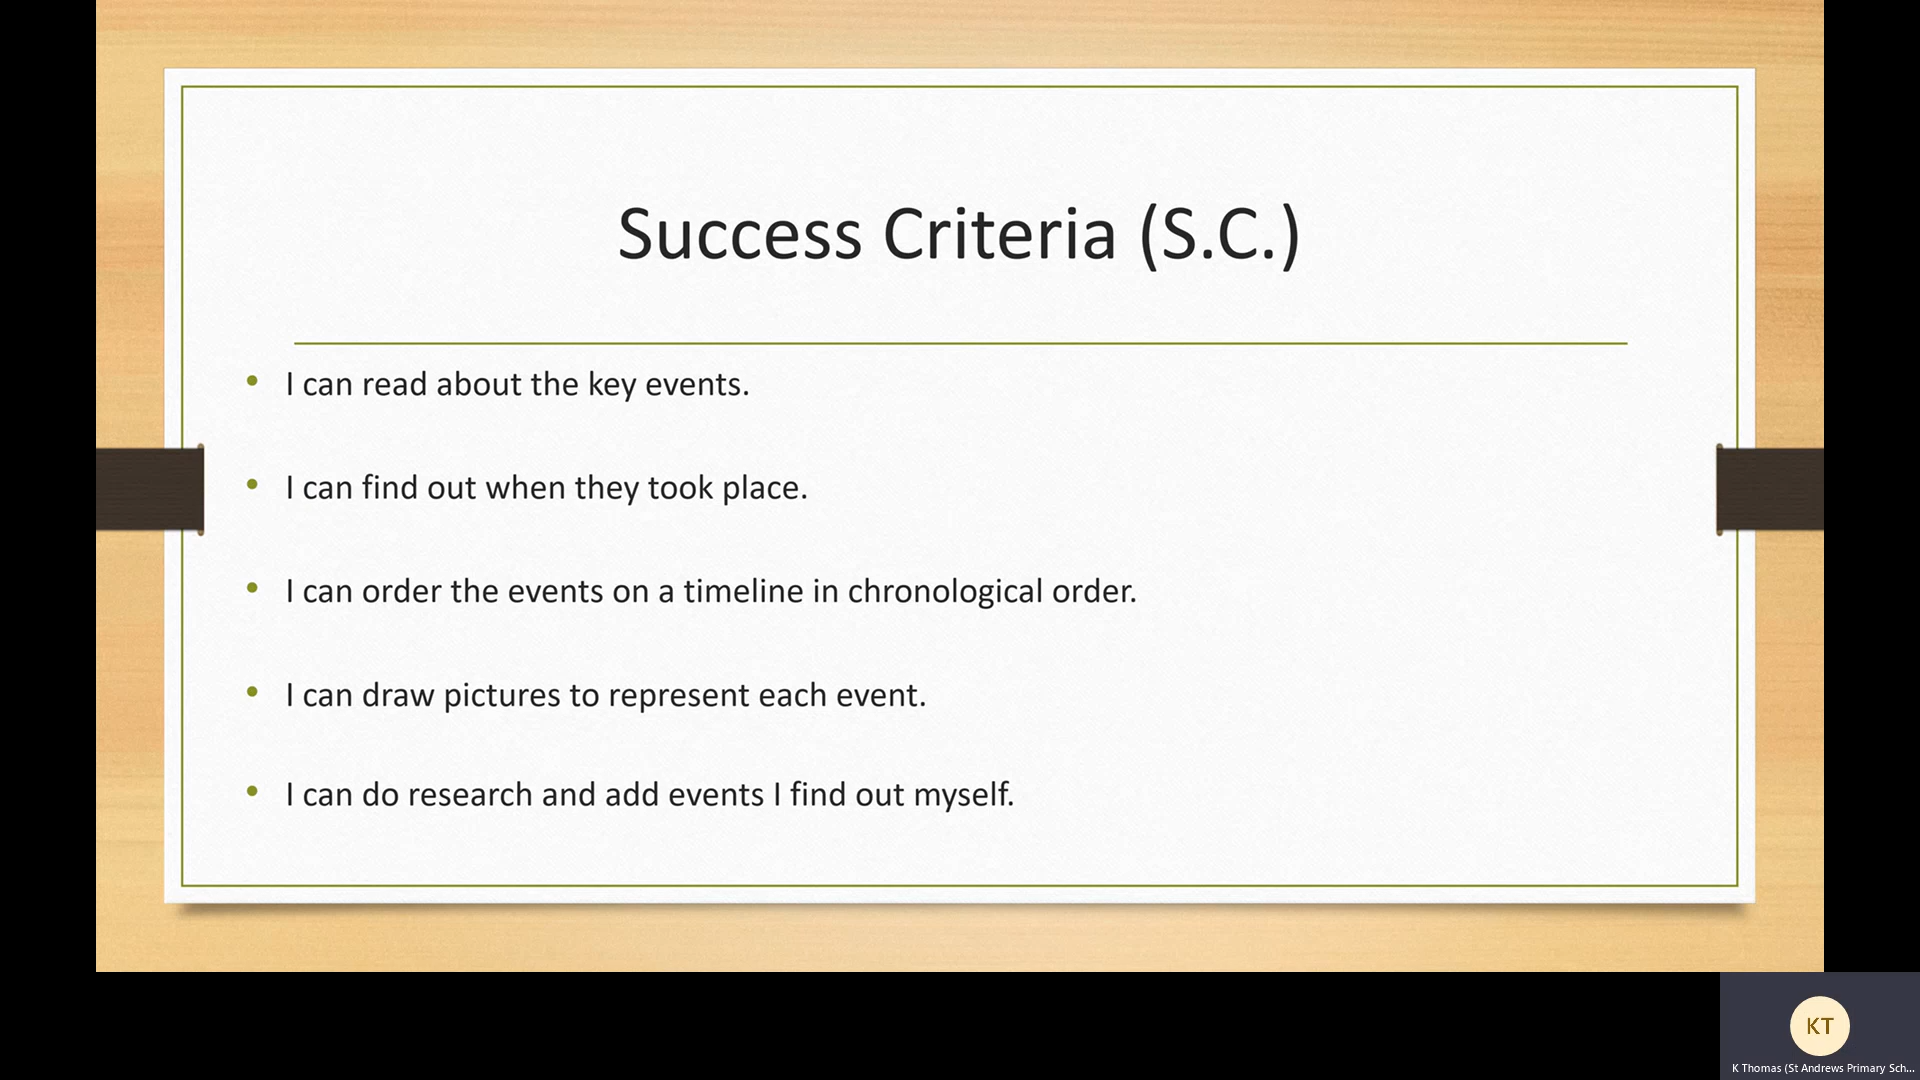 Success Criteria (S.C.)
• I can read about the key events.
• I can find out when they took place.
• I can order the events on a timeline in chronological order.
• I can draw pictures to represent each event.
• I can do research and add events I find out myself.
KT
K Thomas (St Andrews Primary Sch...